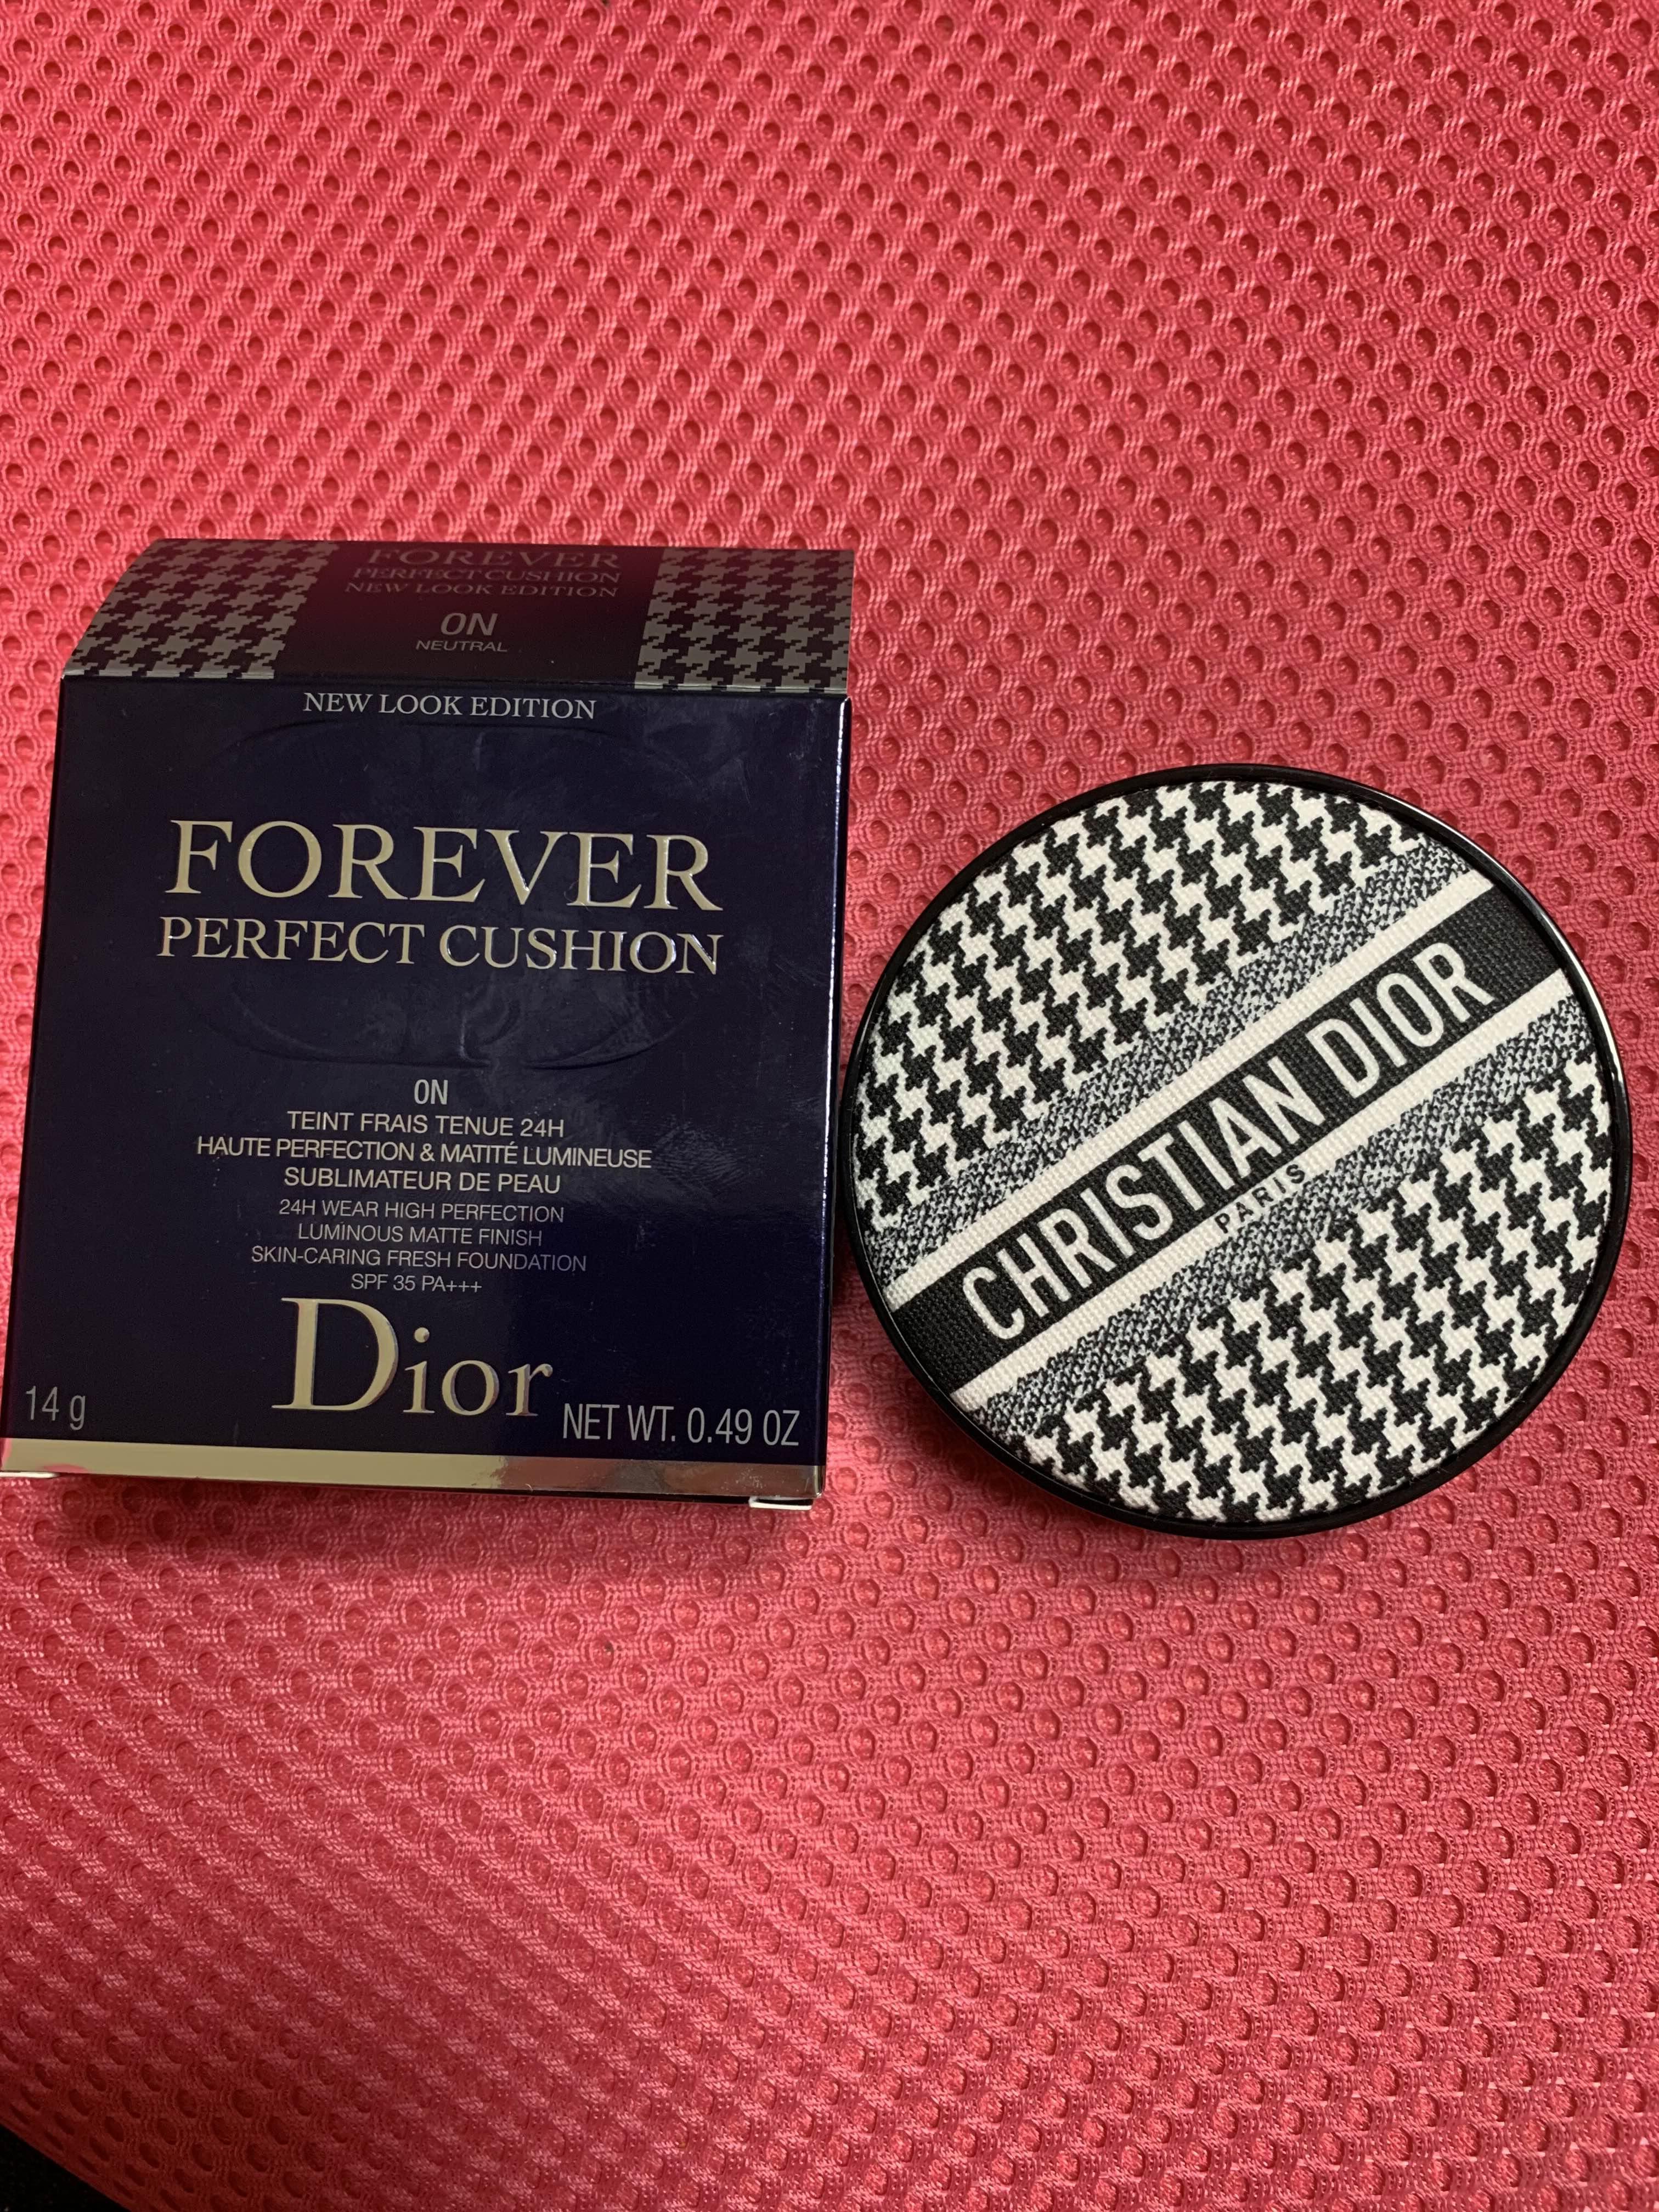 FOREVER
PERFECT CUSHION
NEW LOOK EDITION
0N
NEUTRAL
NEW LOOK EDITION
FOREVER
PERFECT CUSHION
0N
TEINT FRAIS TENUE 24H
HAUTE PERFECTION & MATITÉ LUMINEUSE
SUBLIMATEUR DE PEAU
24H WEAR HIGH PERFECTION
LUMINOUS MATTE FINISH
SKIN-CARING FRESH FOUNDATION
SPF 35 PA+++
Dior
14 g
NET WT. 0.49 OZ
CHRISTIAN DIOR
PARIS